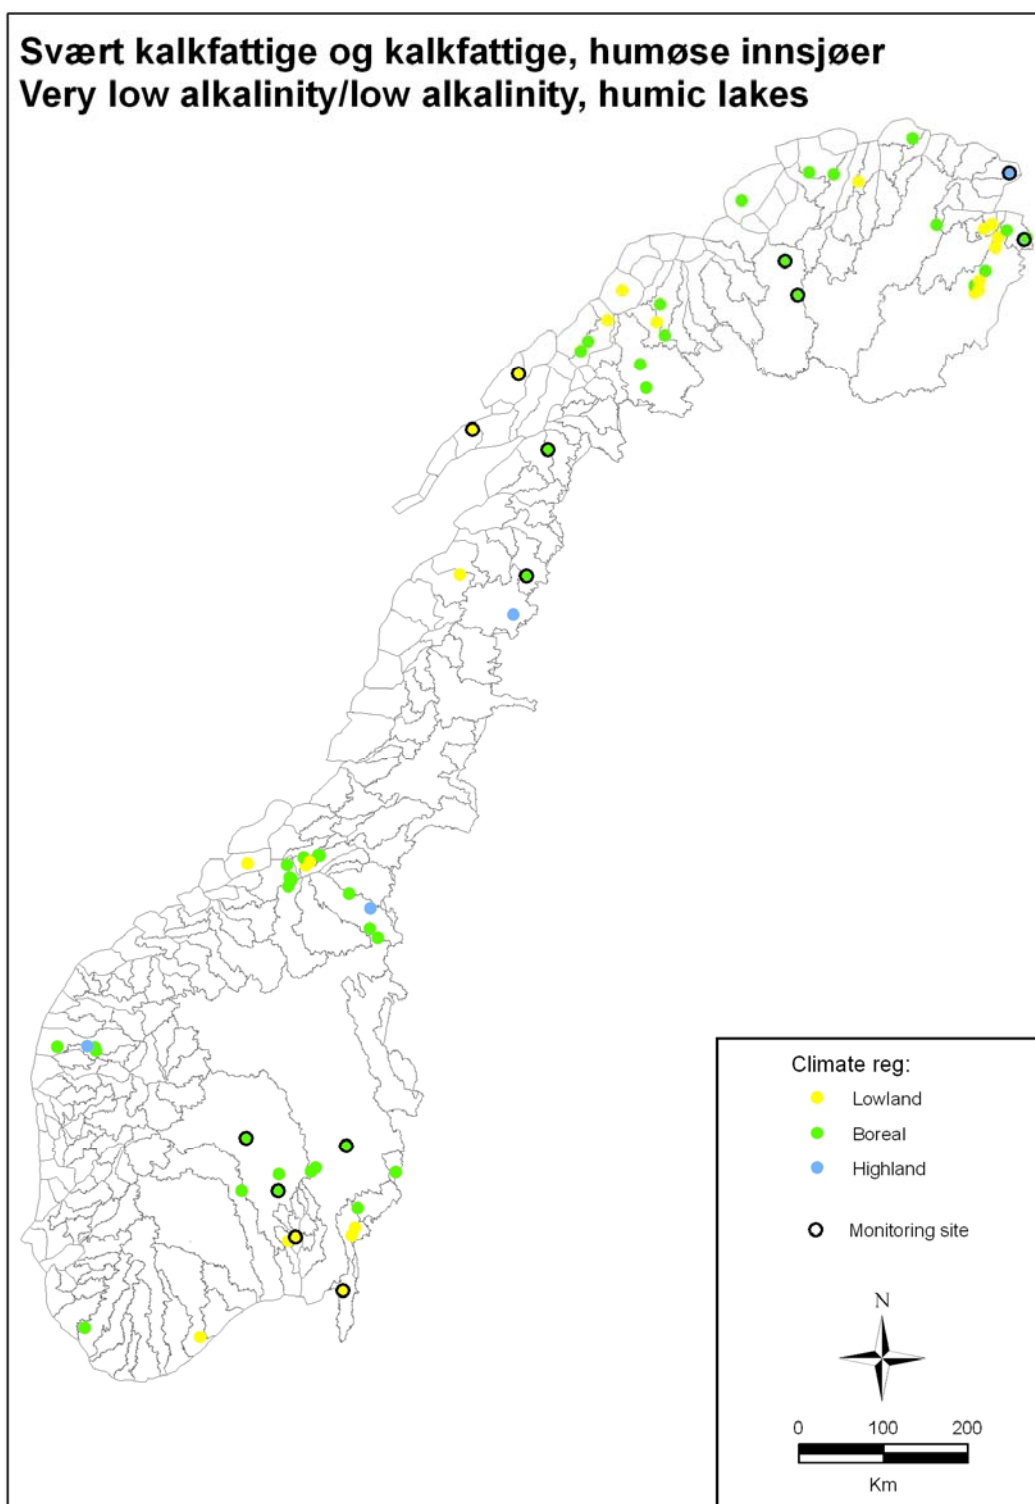 Svært kalkfattige og kalkfattige, humøse innsjøer
Very low alkalinity/low alkalinity, humic lakes
Climate reg:
Lowland
Boreal
Highland
Monitoring site
N
0 100 200
Km